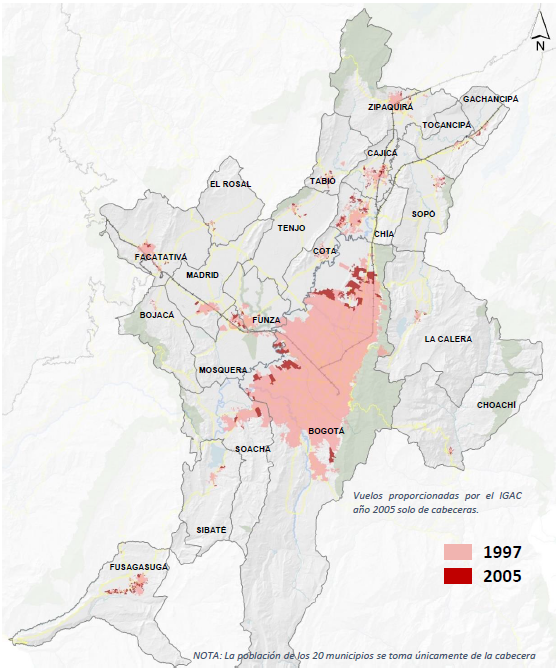 N
ZIPAQUIRÁ
GACHANCIPÁ
TOCANCIPÁ
CAJICÁ
TABIO
EL ROSAL
SOPÓ
TENJO
CHÍA
COTA
FACATATIVÁ
MADRID
BOJACÁ
FUNZA
LA CALERA
MOSQUERA
CHOACHÍ
BOGOTÁ
SOACHA
Vuelos proporcionadas por el IGAC
año 2005 solo de cabeceras.
SIBATÉ
1997
FUSAGASUGÁ
2005
NOTA: La población de los 20 municipios se toma únicamente de la cabecera